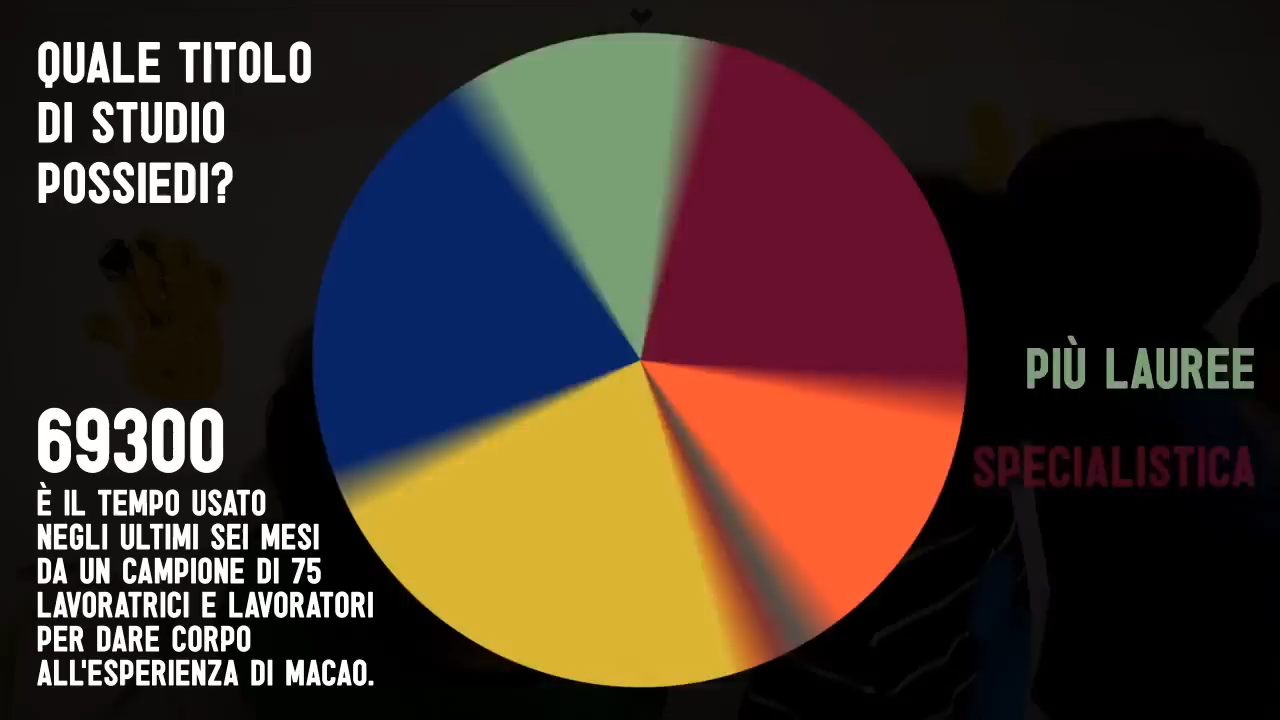 QUALE TITOLO
DI STUDIO
POSSIEDI?
PIÙ LAUREE
69300
SPECIALISTICA
È IL TEMPO USATO
NEGLI ULTIMI SEI MESI
DA UN CAMPIONE DI 75
LAVORATRICI E LAVORATORI
PER DARE CORPO
ALL'ESPERIENZA DI MACAO.